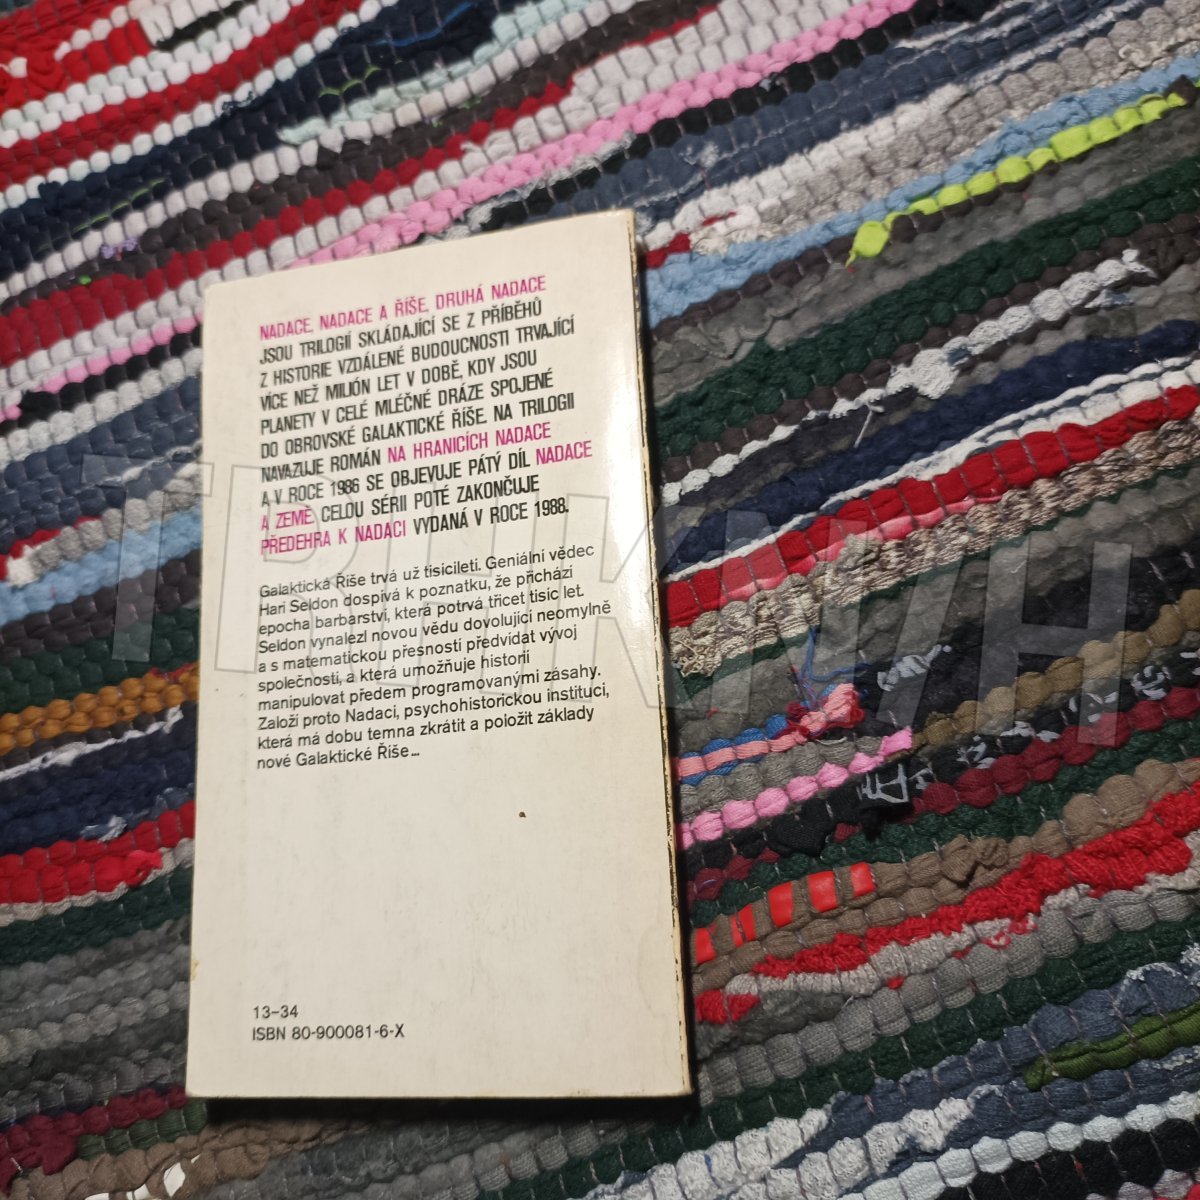 NADACE, NADACE A ŘÍŠE, DRUHÁ NADACE
JSOU TRILOGIÍ SKLÁDAJÍCÍ SE Z PŘÍBĚHŮ
Z HISTORIE VZDÁLENÉ BUDOUCNOSTI TRVAJÍCÍ
VÍCE NEŽ MILIÓN LET V DOBĚ, KDY JSOU
PLANETY V CELÉ MLÉČNÉ DRÁZE SPOJENÉ
DO OBROVSKÉ GALAKTICKÉ ŘÍŠE. NA TRILOGII
NAVAZUJE ROMÁN NA HRANICÍCH NADACE
A V ROCE 1986 SE OBJEVUJE PÁTÝ DÍL NADACE
A ZEMĚ. CELOU SÉRII POTÉ ZAKONČUJE
PŘEDEHRA K NADACI VYDANÁ V ROCE 1988.
Galaktická Říše trvá už tisíciletí. Geniální vědec
Hari Seldon dospívá k poznatku, že přichází
epocha barbarství, která potrvá třicet tisíc let.
Seldon vynalezl novou vědu dovolující neomylně
a s matematickou přesností předvídat vývoj
společnosti, a která umožňuje historii
manipulovat předem programovanými zásahy.
Založí proto Nadaci, psychohistorickou instituci,
která má dobu temna zkrátit a položit základy
nové Galaktické Říše...
13-34
ISBN 80-900081-6-X